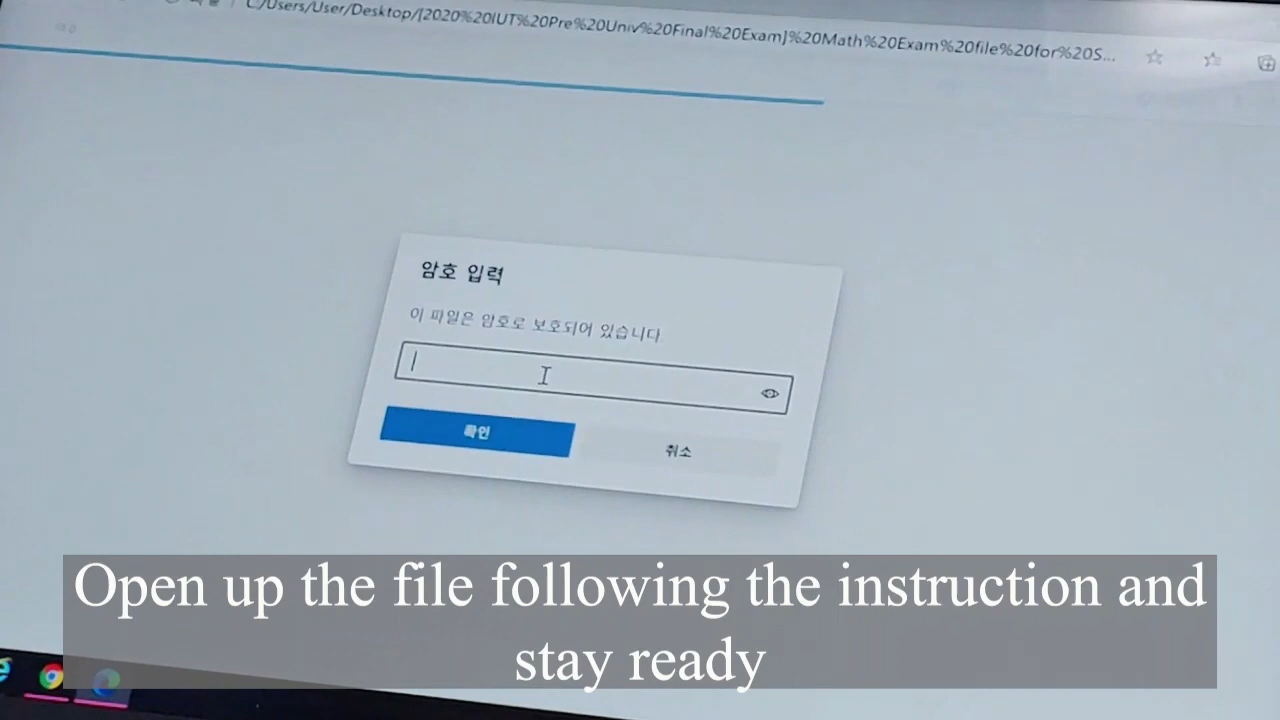 C:/Users/User/Desktop/[2020%20IUT%20Pre%20Univ%20Final%20Exam]%20Math%20Exam%20file%20for%20S...
암호 입력
이 파일은 암호로 보호되어 있습니다
확인
취소
Open up the file following the instruction and
stay ready